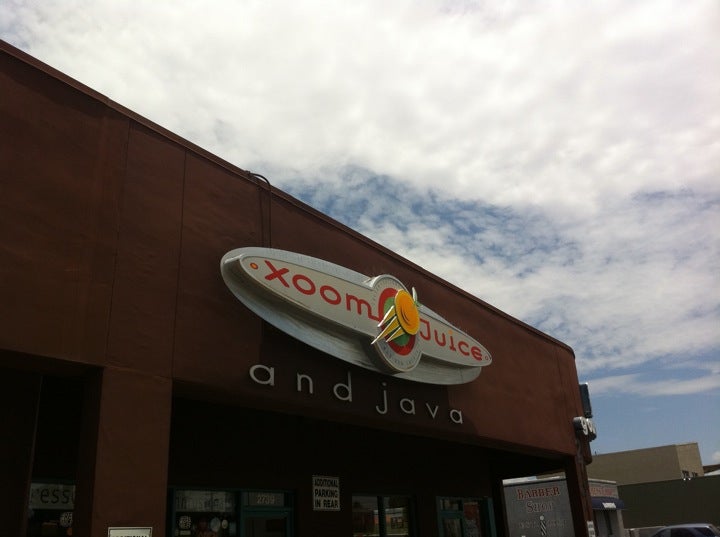 XOOM JUICE
and java
ADDITIONAL
PARKING
IN REAR
BARBER
SHOP